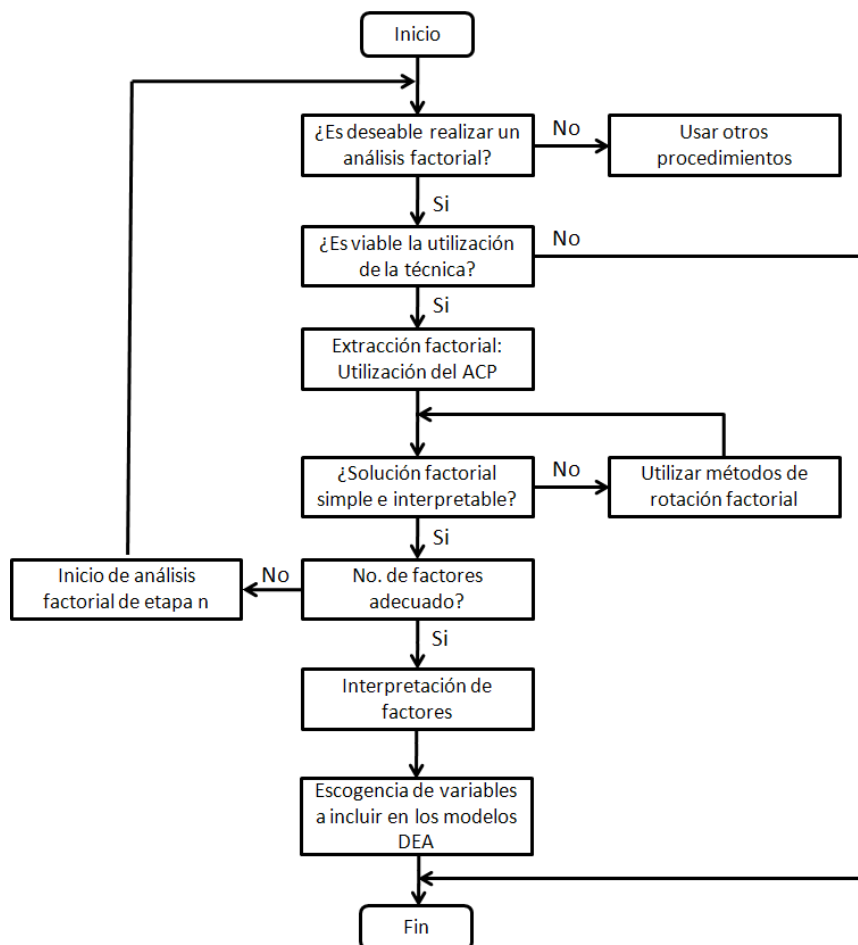 Inicio
¿Es deseable realizar un
análisis factorial?
No
Usar otros
procedimientos
Si
¿Es viable la utilización
de la técnica?
No
Si
Extracción factorial:
Utilización del ACP
¿Solución factorial
simple e interpretable?
No
Utilizar métodos de
rotación factorial
Si
No. de factores
adecuado?
No
Inicio de análisis
factorial de etapa n
Si
Interpretación de
factores
Escogencia de variables
a incluir en los modelos
DEA
Fin